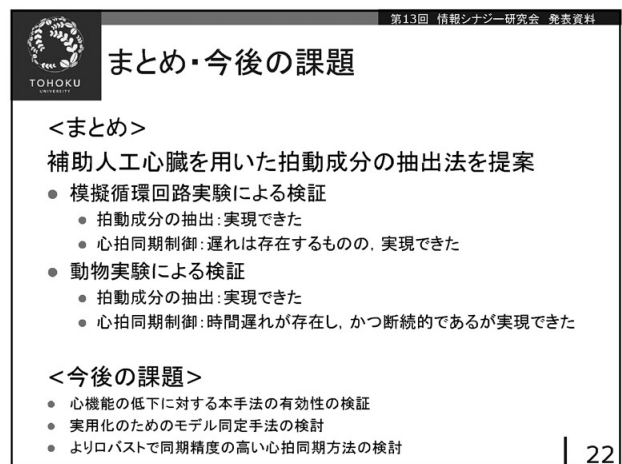 第13回 情報シナジー研究会 発表資料
TOHOKU
UNIVERSITY
まとめ・今後の課題
<まとめ>
補助人工心臓を用いた拍動成分の抽出法を提案
● 模擬循環回路実験による検証
● 拍動成分の抽出：実現できた
● 心拍同期制御：遅れは存在するものの，実現できた
● 動物実験による検証
● 拍動成分の抽出：実現できた
● 心拍同期制御：時間遅れが存在し，かつ断続的であるが実現できた
<今後の課題>
● 心機能の低下に対する本手法の有効性の検証
● 実用化のためのモデル同定手法の検討
● よりロバストで同期精度の高い心拍同期方法の検討
22